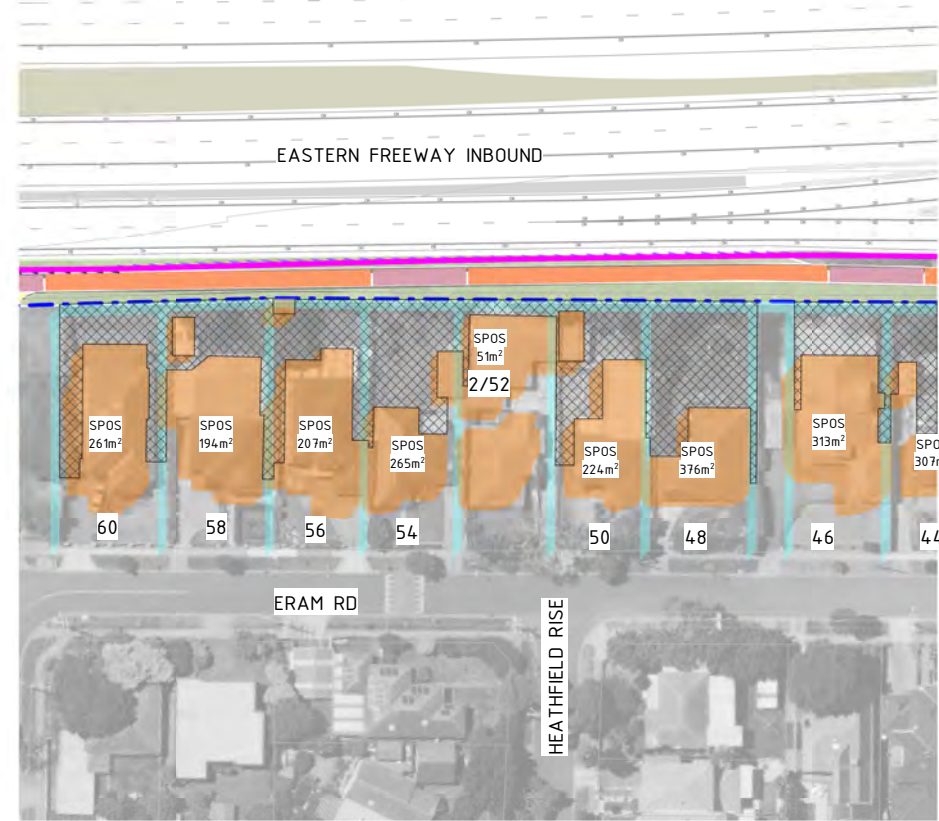 EASTERN FREEWAY INBOUND
SPOS
51m²
2/52
SPOS
261m²
SPOS
194m²
SPOS
207m²
SPOS
265m²
SPOS
224m²
SPOS
376m²
SPOS
313m²
SPO
307m
60
58
56
54
50
48
46
44
ERAM RD
HEATHFIELD RISE